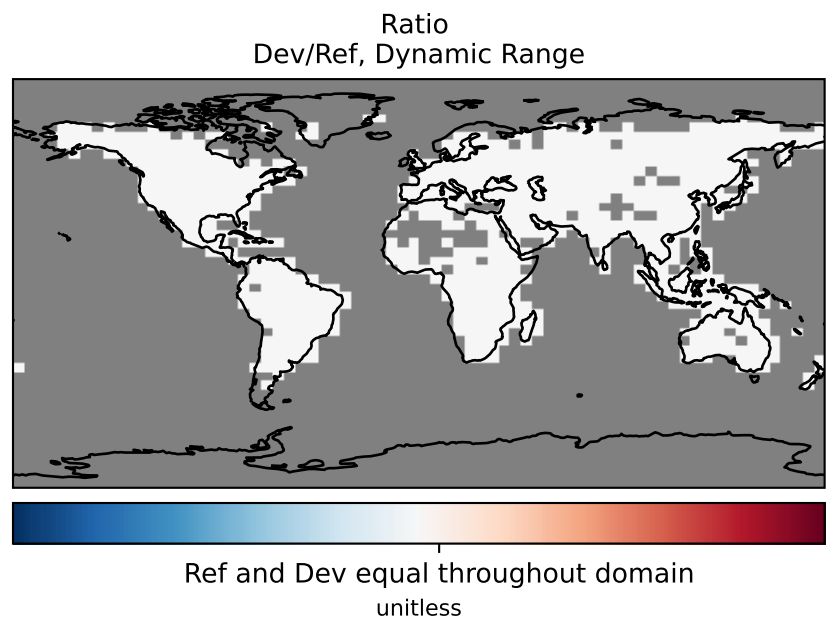 Ratio
Dev/Ref, Dynamic Range
Ref and Dev equal throughout domain
unitless